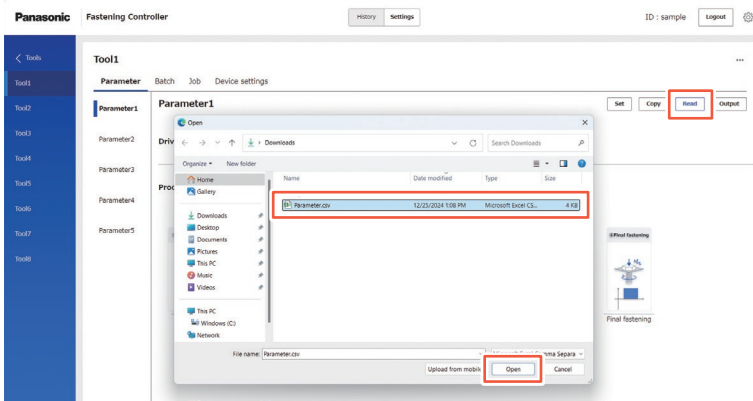 Panasonic Fastening Controller History Settings ID : sample Logout
Tools
Tool1
Tool2
Tool3
Tool4
Tool5
Tool6
Tool7
Tool8
Tool1
Parameter Batch Job Device settings
Parameter1
Parameter2
Parameter3
Parameter4
Parameter5
Parameter1 Set Copy Read Output
Driv
Proc
Open
Downloads Search Downloads
Organize New folder
Name Date modified Type Size
Home
Gallery
Downloads
Desktop
Documents
Pictures
This PC
Music
Videos
This PC
Windows (C:)
Network
Parameter.csv 12/25/2024 1:08 PM Microsoft Excel CS... 4 KB
File name: Parameter.csv
Upload from mobile Open Cancel
Final fastening
Final fastening